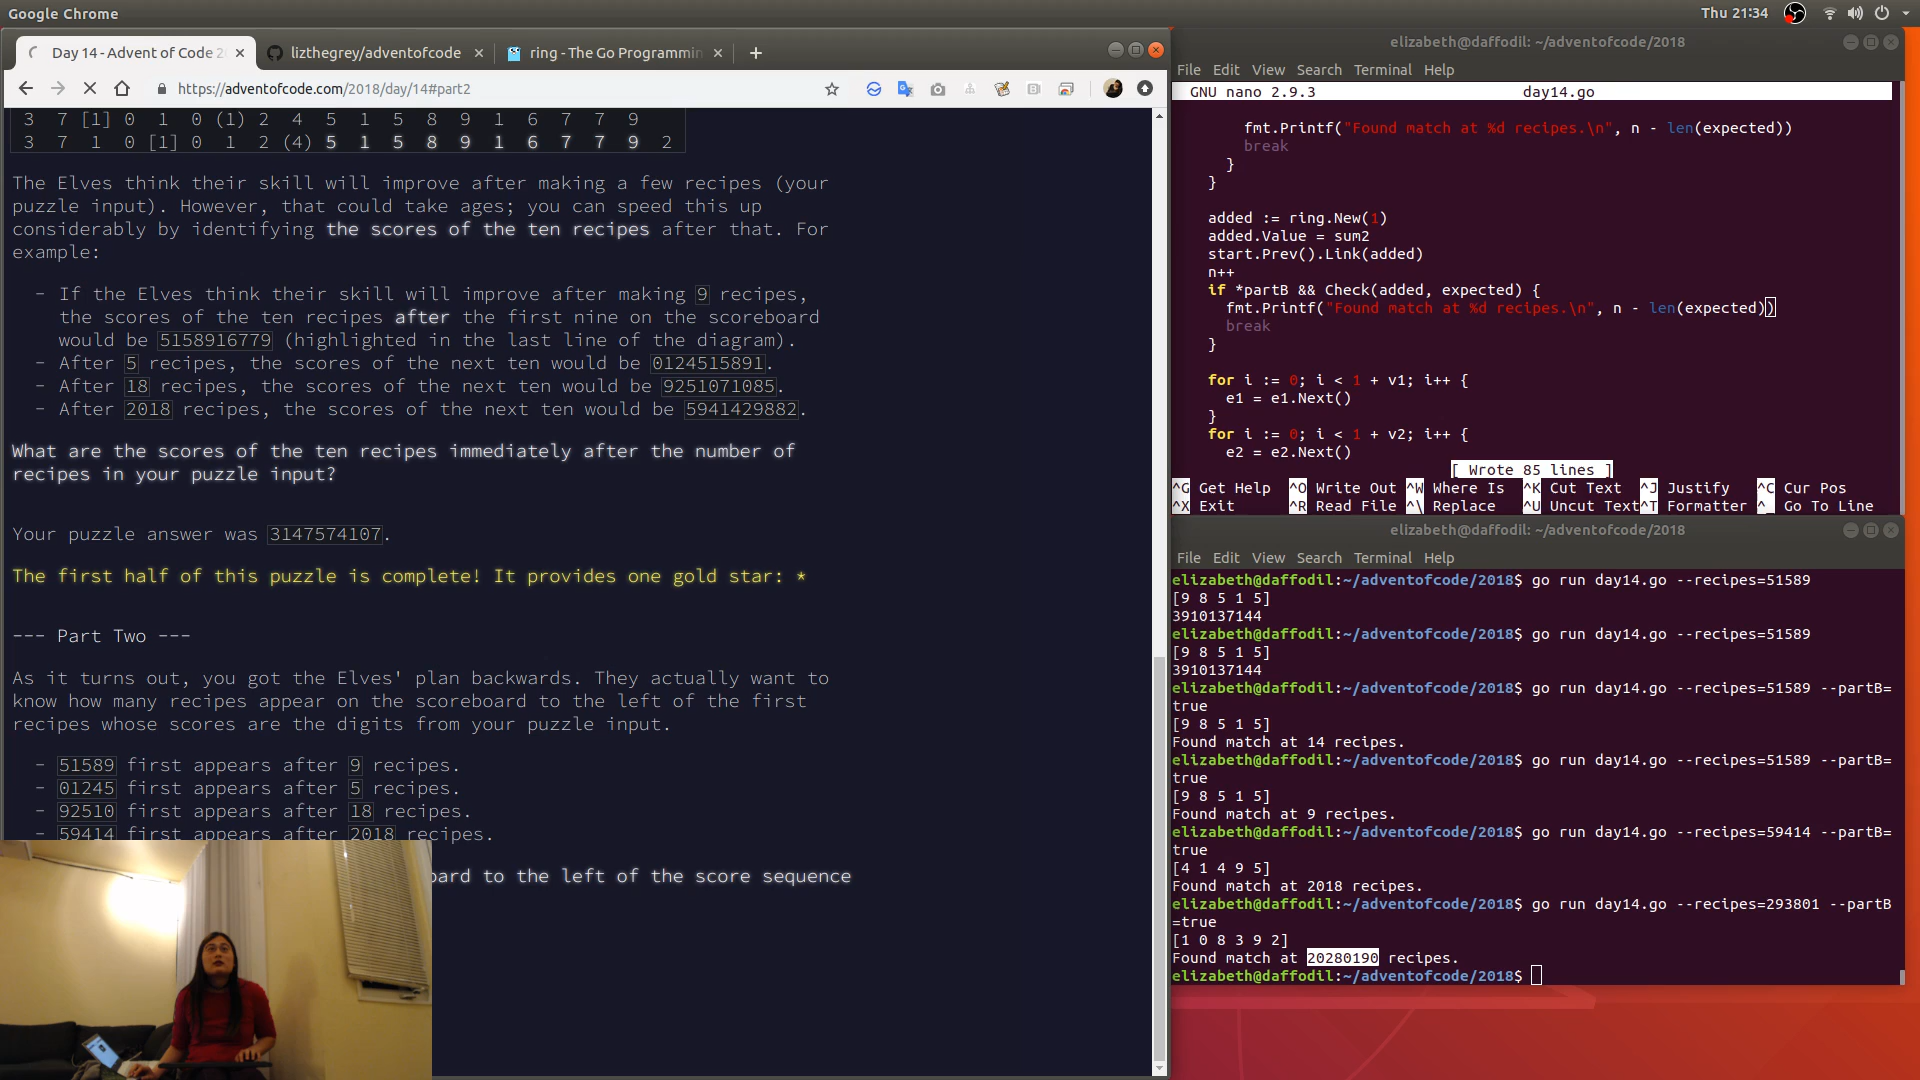 Google Chrome
Thu 21:34
Day 14 - Advent of Code 2
lizthegrey/adventofcode
ring - The Go Programmin
https://adventofcode.com/2018/day/14#part2
3 7 [1] 0 1 0 (1) 2 4 5 1 5 8 9 1 6 7 7 9
3 7 1 0 [1] 0 1 2 (4) 5 1 5 8 9 1 6 7 7 9 2
The Elves think their skill will improve after making a few recipes (your
puzzle input). However, that could take ages; you can speed this up
considerably by identifying the scores of the ten recipes after that. For
example:
- If the Elves think their skill will improve after making 9 recipes,
the scores of the ten recipes after the first nine on the scoreboard
would be 5158916779 (highlighted in the last line of the diagram).
- After 5 recipes, the scores of the next ten would be 0124515891.
- After 18 recipes, the scores of the next ten would be 9251071085.
- After 2018 recipes, the scores of the next ten would be 5941429882.
What are the scores of the ten recipes immediately after the number of
recipes in your puzzle input?
Your puzzle answer was 3147574107.
The first half of this puzzle is complete! It provides one gold star: *
--- Part Two ---
As it turns out, you got the Elves' plan backwards. They actually want to
know how many recipes appear on the scoreboard to the left of the first
recipes whose scores are the digits from your puzzle input.
- 51589 first appears after 9 recipes.
- 01245 first appears after 5 recipes.
- 92510 first appears after 18 recipes.
- 59414 first appears after 2018 recipes.
to the left of the score sequence
elizabeth@daffodil: ~/adventofcode/2018
File Edit View Search Terminal Help
GNU nano 2.9.3 day14.go
fmt.Printf("Found match at %d recipes.\n", n - len(expected))
break
}
}
added := ring.New(1)
added.Value = sum2
start.Prev().Link(added)
n++
if *partB && Check(added, expected) {
fmt.Printf("Found match at %d recipes.\n", n - len(expected))
break
}
for i := 0; i < 1 + v1; i++ {
e1 = e1.Next()
}
for i := 0; i < 1 + v2; i++ {
e2 = e2.Next()
[ Wrote 85 lines ]
^G Get Help ^O Write Out ^W Where Is ^K Cut Text ^J Justify ^C Cur Pos
^X Exit ^R Read File ^\ Replace ^U Uncut Text ^T Formatter ^_ Go To Line
elizabeth@daffodil: ~/adventofcode/2018
File Edit View Search Terminal Help
elizabeth@daffodil:~/adventofcode/2018$ go run day14.go --recipes=51589
[9 8 5 1 5]
3910137144
elizabeth@daffodil:~/adventofcode/2018$ go run day14.go --recipes=51589
[9 8 5 1 5]
3910137144
elizabeth@daffodil:~/adventofcode/2018$ go run day14.go --recipes=51589 --partB=
true
[9 8 5 1 5]
Found match at 14 recipes.
elizabeth@daffodil:~/adventofcode/2018$ go run day14.go --recipes=51589 --partB=
true
[9 8 5 1 5]
Found match at 9 recipes.
elizabeth@daffodil:~/adventofcode/2018$ go run day14.go --recipes=59414 --partB=
true
[4 1 4 9 5]
Found match at 2018 recipes.
elizabeth@daffodil:~/adventofcode/2018$ go run day14.go --recipes=293801 --partB
=true
[1 0 8 3 9 2]
Found match at 20280190 recipes.
elizabeth@daffodil:~/adventofcode/2018$